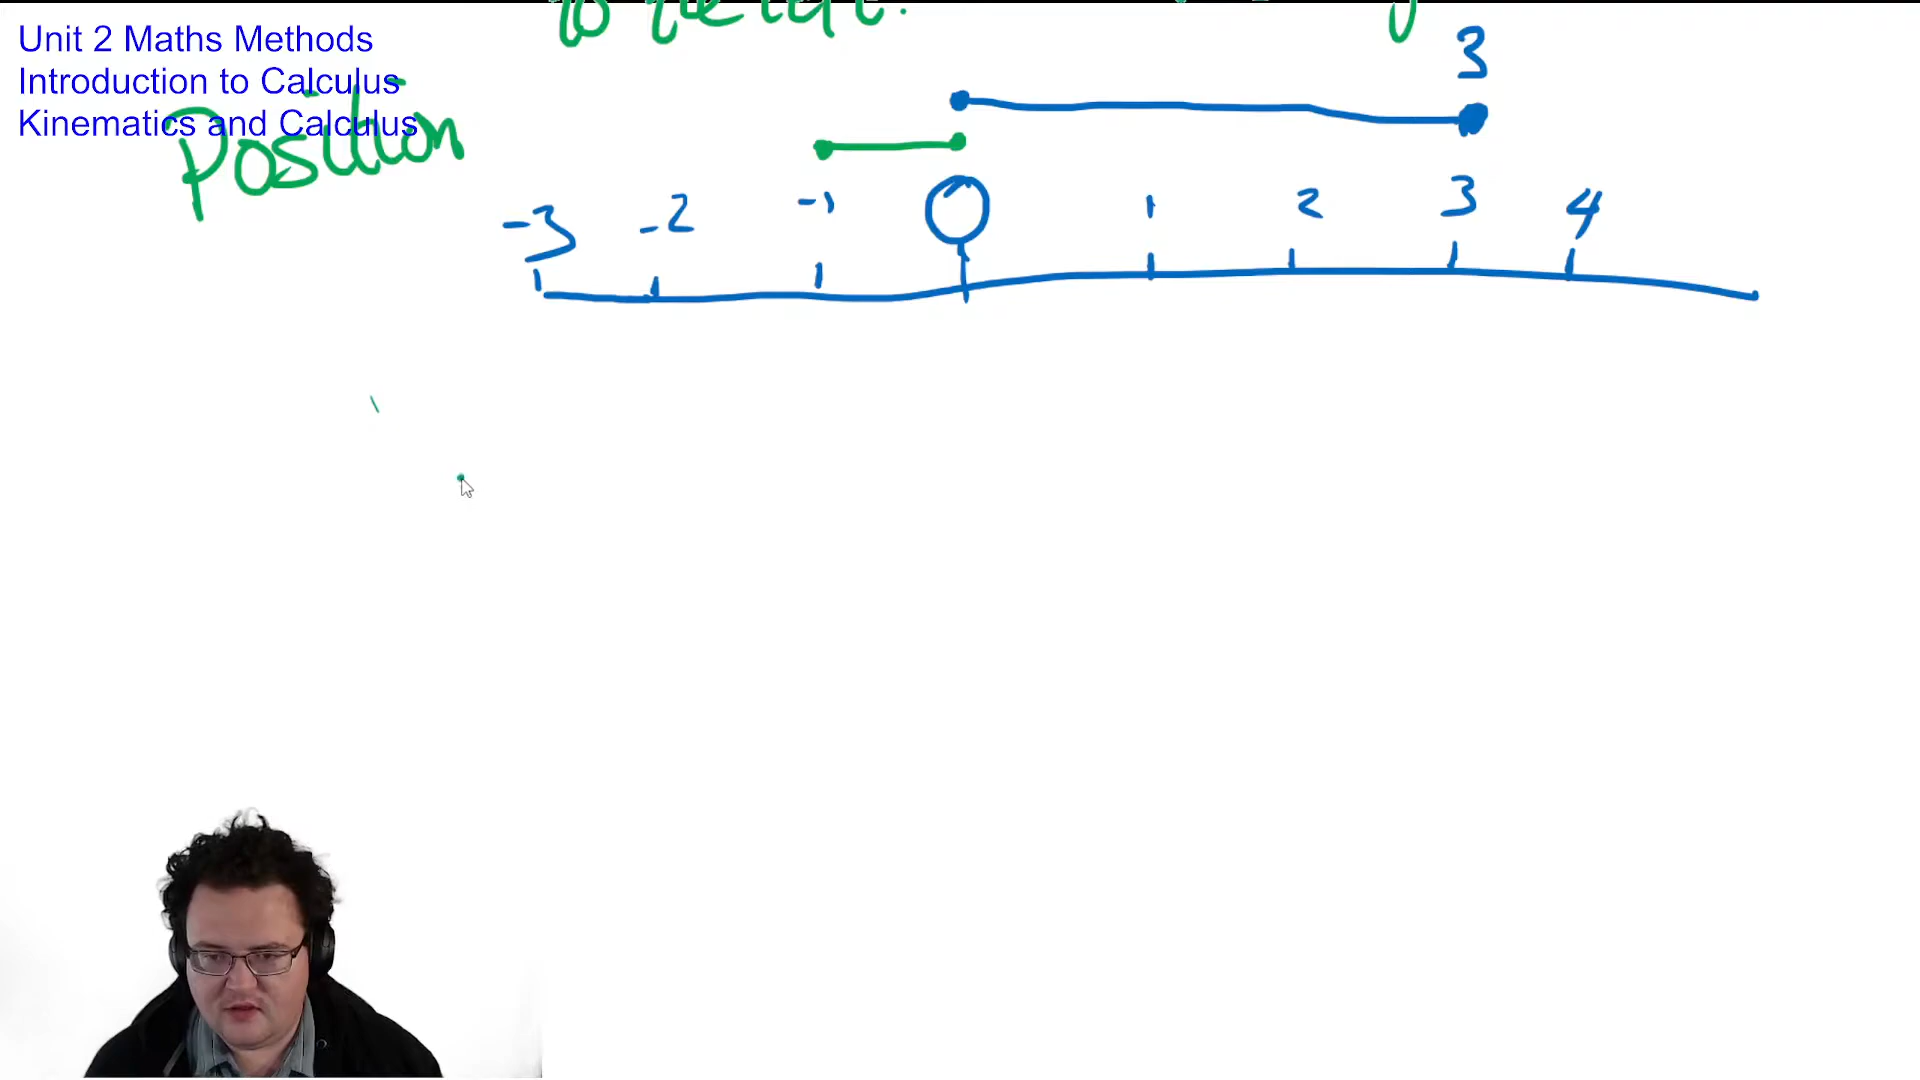 Unit 2 Maths Methods
Introduction to Calculus
Kinematics and Calculus
3
Position
-3 -2 -1 0 1 2 3 4